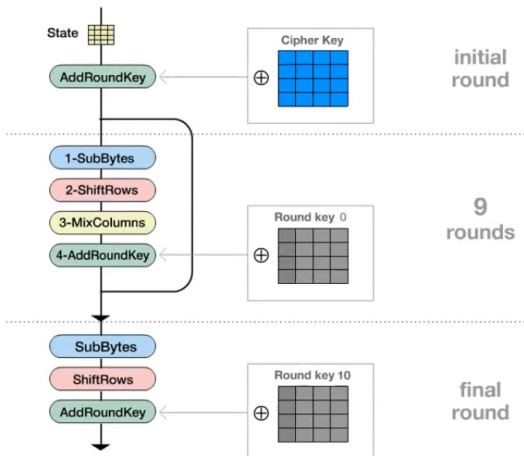 State
Cipher Key
AddRoundKey
initial
round
1-SubBytes
2-ShiftRows
3-MixColumns
4-AddRoundKey
Round key 0
9
rounds
SubBytes
ShiftRows
AddRoundKey
Round key 10
final
round